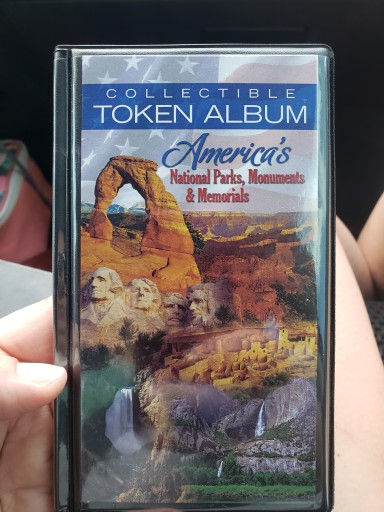 COLLECTIBLE
TOKEN ALBUM
America's
National Parks, Monuments
& Memorials